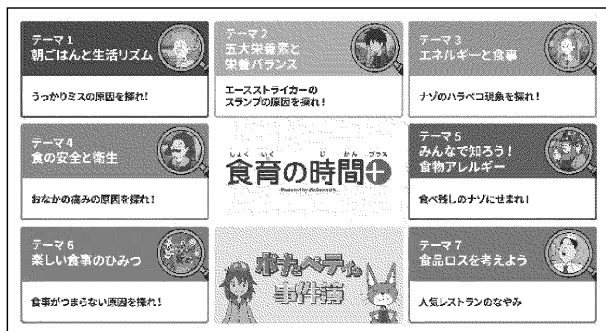 テーマ1
朝ごはんと生活リズム
うっかりミスの原因を探れ!
テーマ2
五大栄養素と
栄養バランス
エースストライカーの
スランプの原因を探れ!
テーマ3
エネルギーと食事
ナゾのハラペコ現象を探れ!
テーマ4
食の安全と衛生
おなかの痛みの原因を探れ!
しょく いく じ かん プラス
食育の時間+
テーマ5
みんなで知ろう!
食物アレルギー
食べ残しのナゾにせまれ!
テーマ6
楽しい食事のひみつ
食事がつまらない原因を探れ!
ボナとペティの
事件簿
テーマ7
食品ロスを考えよう
人気レストランのなやみ